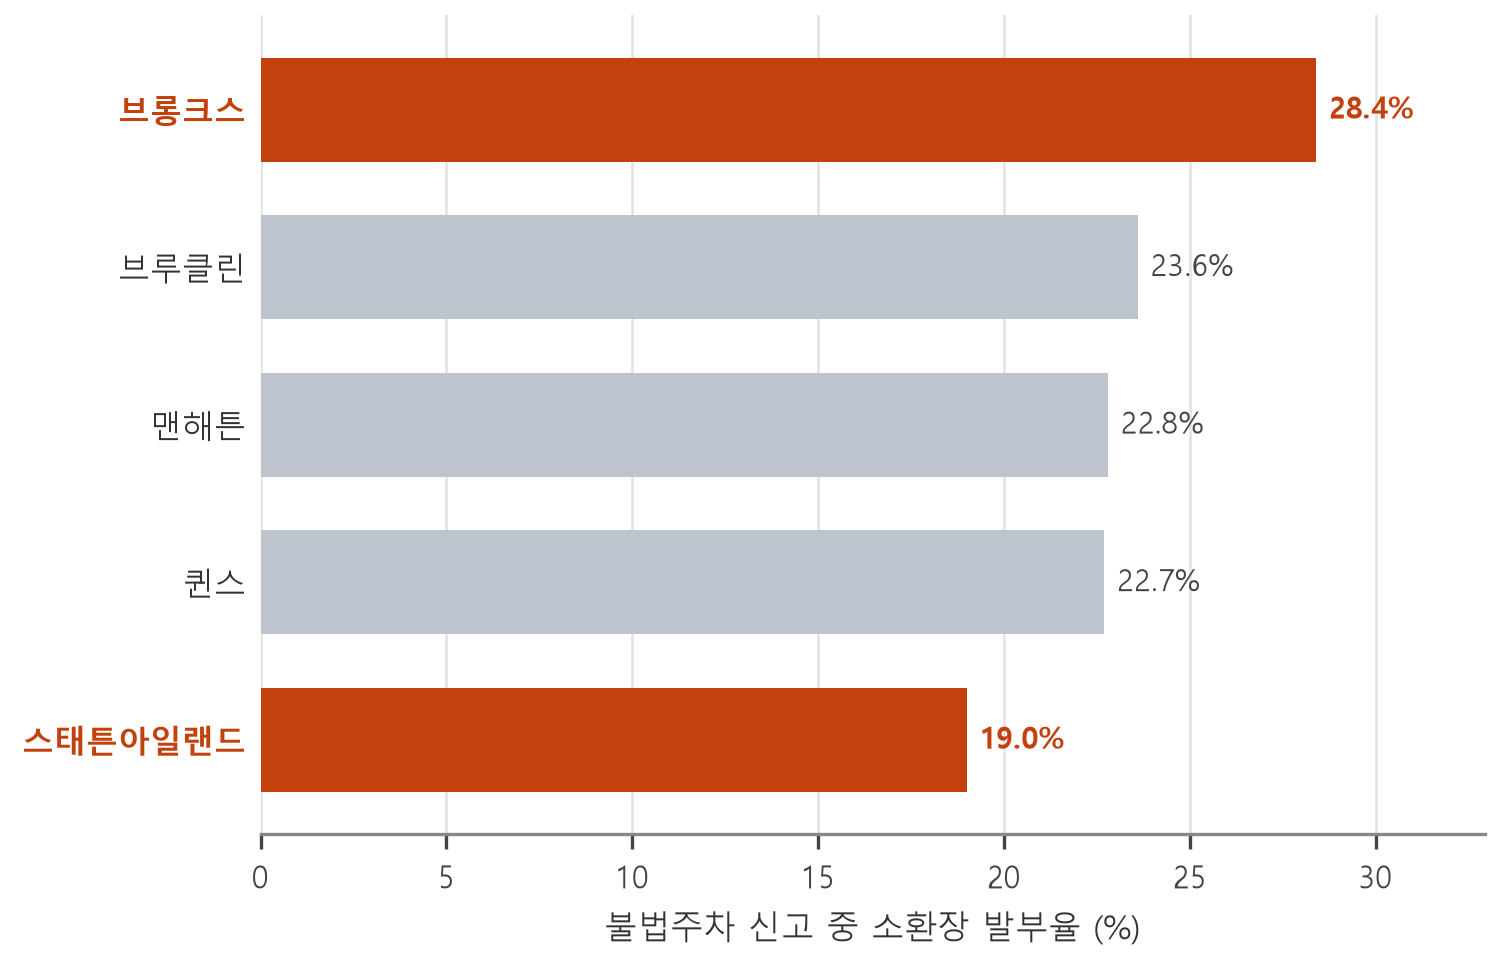 브롱크스 28.4%
브루클린 23.6%
맨해튼 22.8%
퀸스 22.7%
스태튼아일랜드 19.0%
0 5 10 15 20 25 30
불법주차 신고 중 소환장 발부율 (%)